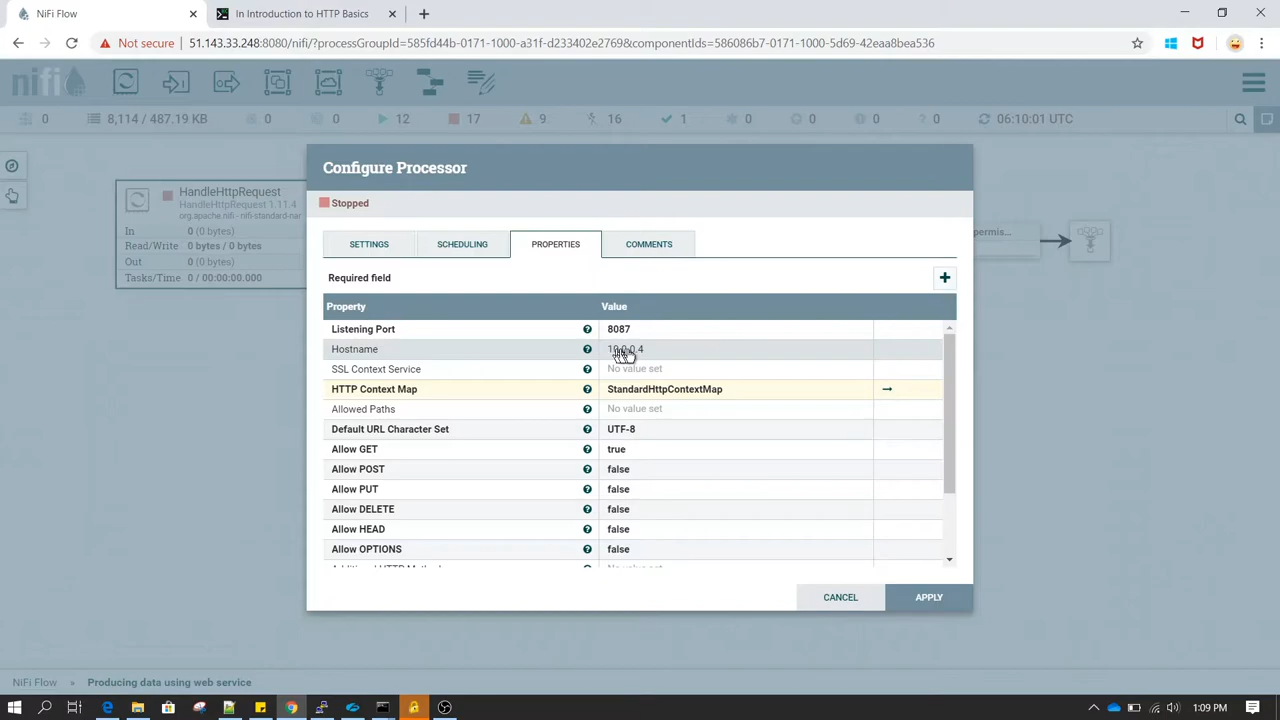 NiFi Flow
In Introduction to HTTP Basics
Not secure
51.143.33.248:8080/nifi/?processGroupId=585fd44b-0171-1000-a31f-d233402e2769&componentIds=586086b7-0171-1000-5d69-42eaa8bea536
nifi
0
8,114 / 487.19 KB
0
0
12
17
9
16
1
0
0
0
0
06:10:01 UTC
HandleHttpRequest
HandleHttpRequest 1.11.4
org.apache.nifi - nifi-standard-nar
In 0 (0 bytes)
Read/Write 0 bytes / 0 bytes
Out 0 (0 bytes)
Tasks/Time 0 / 00:00:00.000
Configure Processor
Stopped
SETTINGS
SCHEDULING
PROPERTIES
COMMENTS
Required field
Property Value
Listening Port 8087
Hostname 10.0.0.4
SSL Context Service No value set
HTTP Context Map StandardHttpContextMap
Allowed Paths No value set
Default URL Character Set UTF-8
Allow GET true
Allow POST false
Allow PUT false
Allow DELETE false
Allow HEAD false
Allow OPTIONS false
CANCEL
APPLY
NiFi Flow » Producing data using web service
1:09 PM